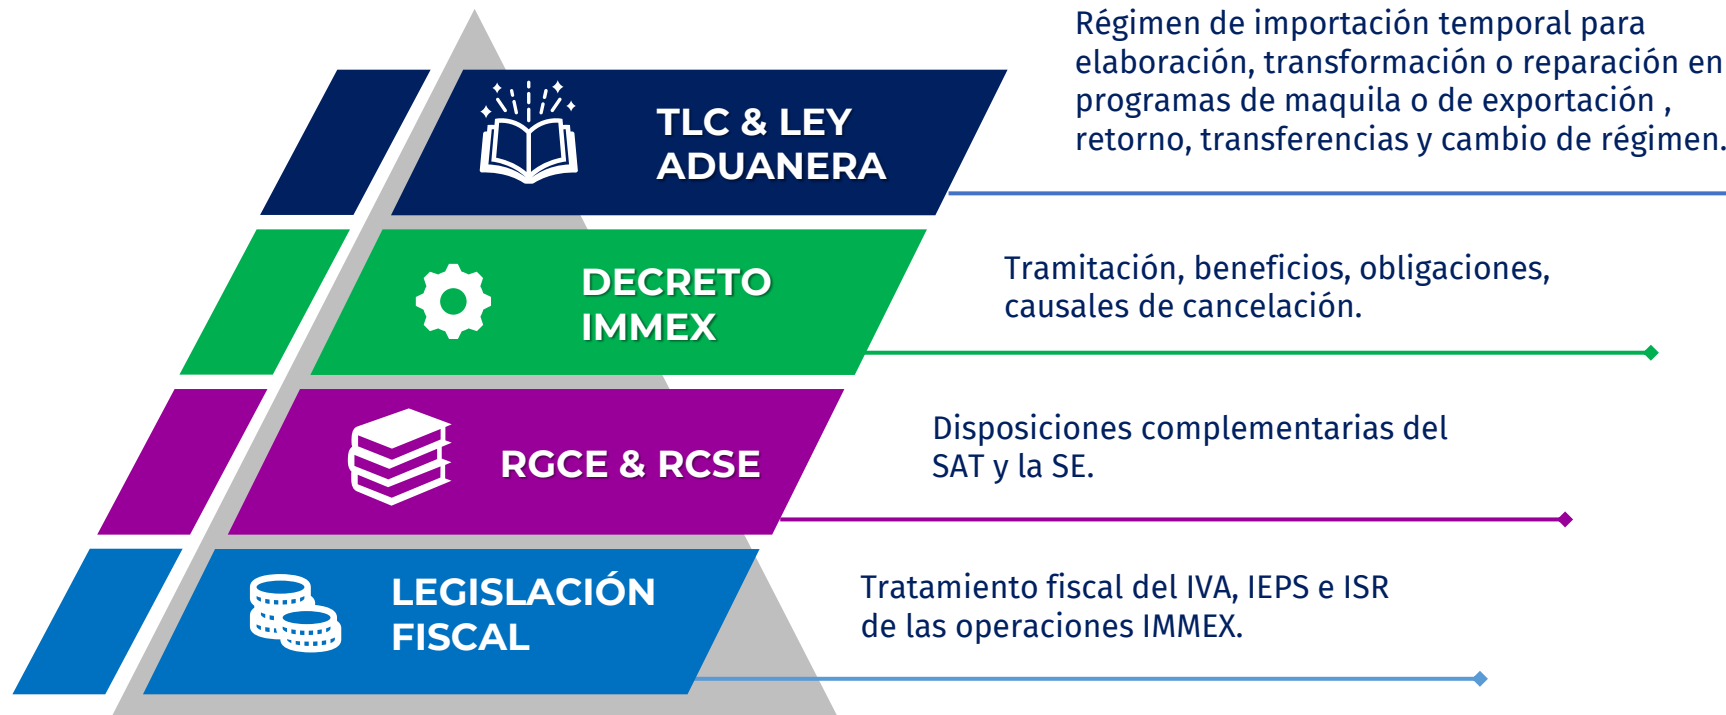 Régimen de importación temporal para
elaboración, transformación o reparación en
programas de maquila o de exportación ,
retorno, transferencias y cambio de régimen.
TLC & LEY
ADUANERA
Tramitación, beneficios, obligaciones,
causales de cancelación.
DECRETO
IMMEX
Disposiciones complementarias del
SAT y la SE.
RGCE & RCSE
Tratamiento fiscal del IVA, IEPS e ISR
de las operaciones IMMEX.
LEGISLACIÓN
FISCAL